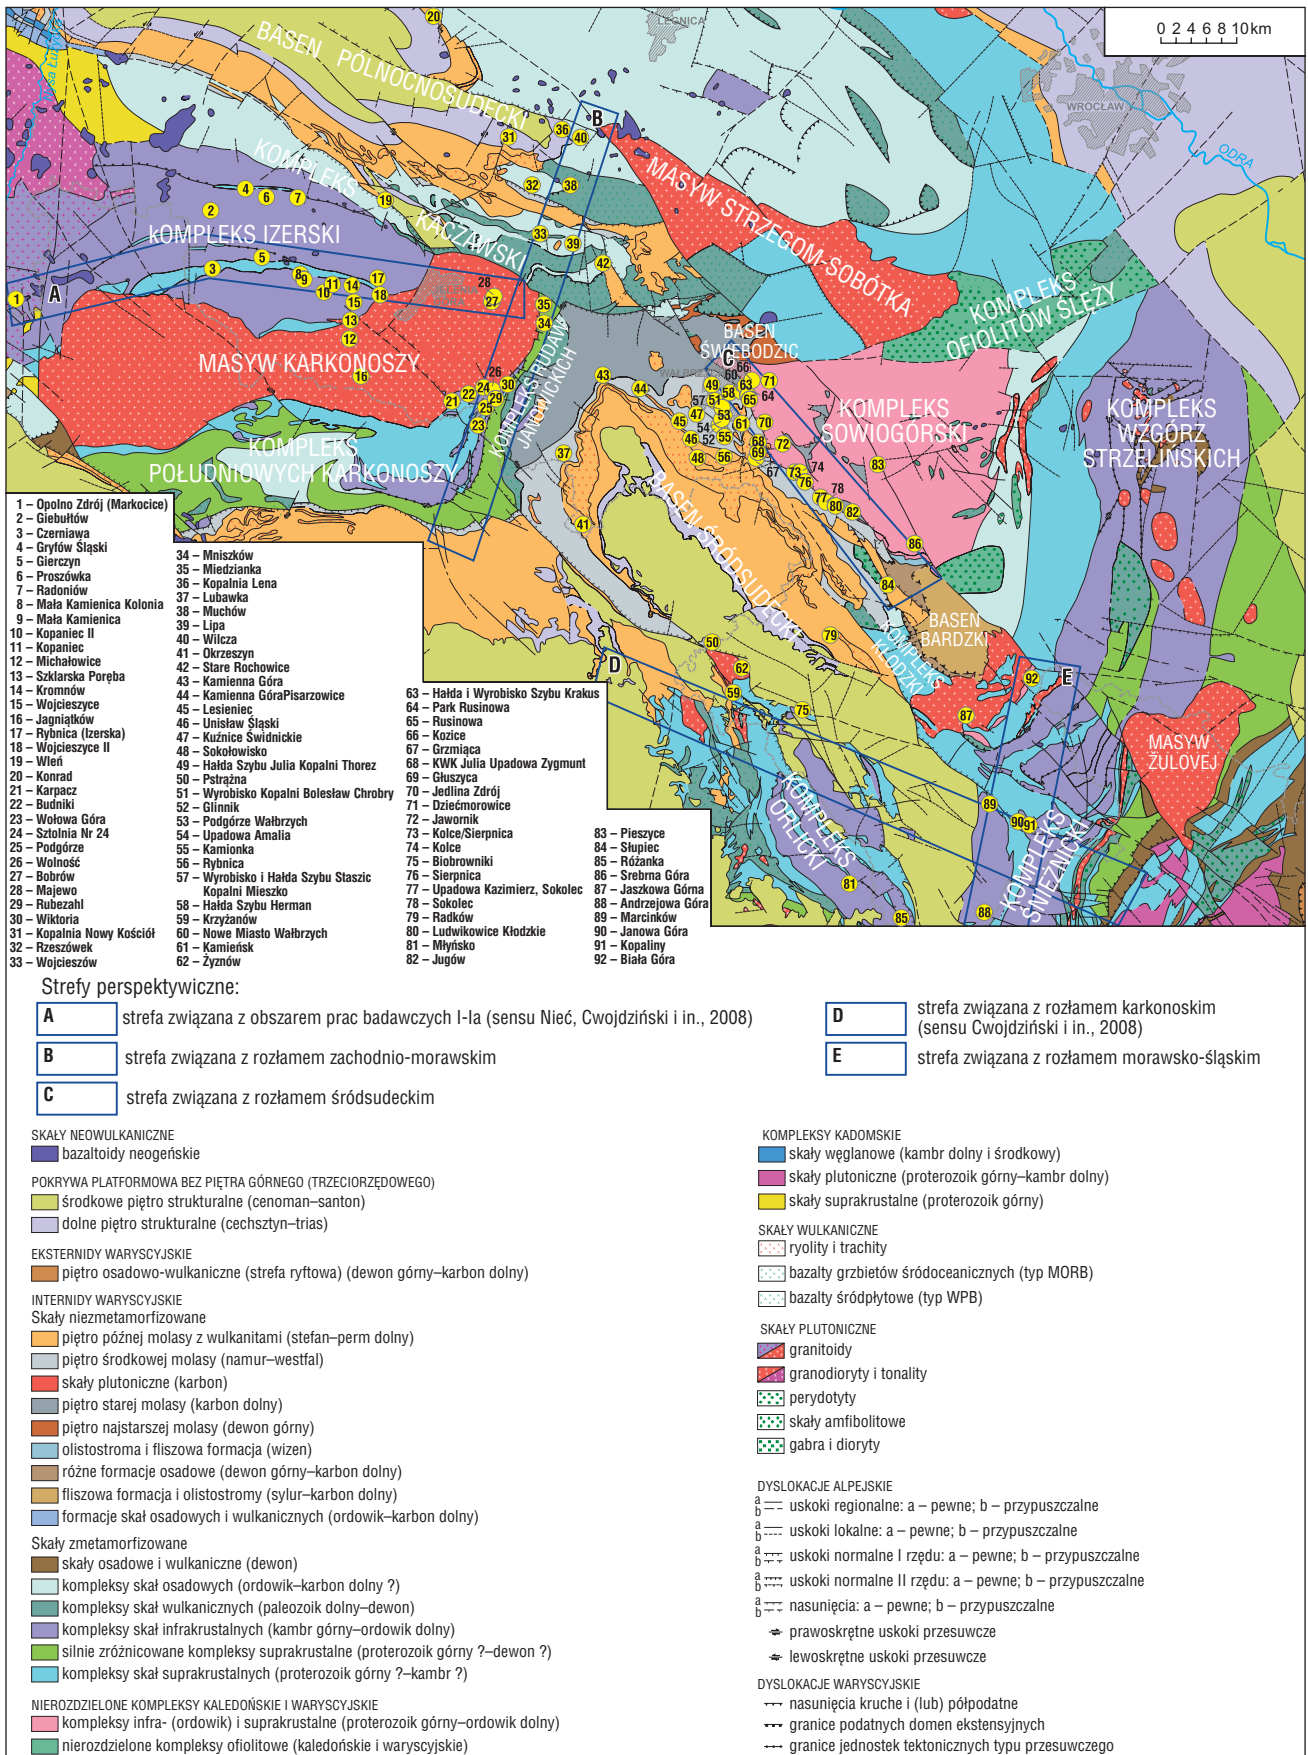 LEGNICA
0 2 4 6 8 10km
WROCŁAW
ODRA
BASEN PÓŁNOCNOSUDECKI
KOMPLEKS KACZAWSKI
MASYW STRZEGOM-SOBÓTKA
KOMPLEKS IZERSKI
KOMPLEKS
OFIOLITÓW ŚLĘŻY
BASEN
ŚWIEBODZIC
MASYW KARKONOSZY
KOMPLEKS RUDAW
JANOWICKICH
KOMPLEKS
SOWIOGÓRSKI
KOMPLEKS
WZGÓRZ
STRZELIŃSKICH
KOMPLEKS
POŁUDNIOWYCH KARKONOSZY
BASEN ŚRÓDSUDECKI
BASEN
BARDZKI
KOMPLEKS
KŁODZKI
MASYW
ŻULOVEJ
KOMPLEKS
ORLICKI
KOMPLEKS
ŚNIEŻNICKI
A
B
C
D
E
1 – Opolno Zdrój (Markocice)
2 – Giebułtów
3 – Czerniawa
4 – Gryfów Śląski
5 – Gierczyn
6 – Proszówka
7 – Radoniów
8 – Mała Kamienica Kolonia
9 – Mała Kamienica
10 – Kopaniec II
11 – Kopaniec
12 – Michałowice
13 – Szklarska Poręba
14 – Kromnów
15 – Wojcieszyce
16 – Jagniątków
17 – Rybnica (Izerska)
18 – Wojcieszyce II
19 – Wleń
20 – Konrad
21 – Karpacz
22 – Budniki
23 – Wołowa Góra
24 – Sztolnia Nr 24
25 – Podgórze
26 – Wolność
27 – Bobrów
28 – Majewo
29 – Rubezahl
30 – Wiktoria
31 – Kopalnia Nowy Kościół
32 – Rzeszówek
33 – Wojcieszów
34 – Mniszków
35 – Miedzianka
36 – Kopalnia Lena
37 – Lubawka
38 – Muchów
39 – Lipa
40 – Wilcza
41 – Okrzeszyn
42 – Stare Rochowice
43 – Kamienna Góra
44 – Kamienna GóraPisarzowice
45 – Lesieniec
46 – Unisław Śląski
47 – Kuźnice Świdnickie
48 – Sokołowisko
49 – Hałda Szybu Julia Kopalni Thorez
50 – Pstrążna
51 – Wyrobisko Kopalni Bolesław Chrobry
52 – Glinnik
53 – Podgórze Wałbrzych
54 – Upadowa Amalia
55 – Kamionka
56 – Rybnica
57 – Wyrobisko i Hałda Szybu Staszic
Kopalni Mieszko
58 – Hałda Szybu Herman
59 – Krzyżanów
60 – Nowe Miasto Wałbrzych
61 – Kamieńsk
62 – Żyznów
63 – Hałda i Wyrobisko Szybu Krakus
64 – Park Rusinowa
65 – Rusinowa
66 – Kozice
67 – Grzmiąca
68 – KWK Julia Upadowa Zygmunt
69 – Głuszyca
70 – Jedlina Zdrój
71 – Dziećmorowice
72 – Jawornik
73 – Kolce/Sierpnica
74 – Kolce
75 – Biobrowniki
76 – Sierpnica
77 – Upadowa Kazimierz, Sokolec
78 – Sokolec
79 – Radków
80 – Ludwikowice Kłodzkie
81 – Młyńsko
82 – Jugów
83 – Pieszyce
84 – Słupiec
85 – Różanka
86 – Srebrna Góra
87 – Jaszkowa Górna
88 – Andrzejowa Góra
89 – Marcinków
90 – Janowa Góra
91 – Kopaliny
92 – Biała Góra
Strefy perspektywiczne:
A strefa związana z obszarem prac badawczych I-Ia (sensu Nieć, Cwojdziński i in., 2008)
B strefa związana z rozłamem zachodnio-morawskim
C strefa związana z rozłamem śródsudeckim
D strefa związana z rozłamem karkonoskim
(sensu Cwojdziński i in., 2008)
E strefa związana z rozłamem morawsko-śląskim
SKAŁY NEOWULKANICZNE
bazaltoidy neogeńskie
POKRYWA PLATFORMOWA BEZ PIĘTRA GÓRNEGO (TRZECIORZĘDOWEGO)
środkowe piętro strukturalne (cenoman–santon)
dolne piętro strukturalne (cechsztyn–trias)
EKSTERNIDY WARYSCYJSKIE
piętro osadowo-wulkaniczne (strefa ryftowa) (dewon górny–karbon dolny)
INTERNIDY WARYSCYJSKIE
Skały niezmetamorfizowane
piętro późnej molasy z wulkanitami (stefan–perm dolny)
piętro środkowej molasy (namur–westfal)
skały plutoniczne (karbon)
piętro starej molasy (karbon dolny)
piętro najstarszej molasy (dewon górny)
olistostroma i fliszowa formacja (wizen)
różne formacje osadowe (dewon górny–karbon dolny)
fliszowa formacja i olistostromy (sylur–karbon dolny)
formacje skał osadowych i wulkanicznych (ordowik–karbon dolny)
Skały zmetamorfizowane
skały osadowe i wulkaniczne (dewon)
kompleksy skał osadowych (ordowik–karbon dolny ?)
kompleksy skał wulkanicznych (paleozoik dolny–dewon)
kompleksy skał infrakrustalnych (kambr górny–ordowik dolny)
silnie zróżnicowane kompleksy suprakrustalne (proterozoik górny ?–dewon ?)
kompleksy skał suprakrustalnych (proterozoik górny ?–kambr ?)
NIEROZDZIELONE KOMPLEKSY KALEDOŃSKIE I WARYSCYJSKIE
kompleksy infra- (ordowik) i suprakrustalne (proterozoik górny–ordowik dolny)
nierozdzielone kompleksy ofiolitowe (kaledońskie i waryscyjskie)
KOMPLEKSY KADOMSKIE
skały węglanowe (kambr dolny i środkowy)
skały plutoniczne (proterozoik górny–kambr dolny)
skały suprakrustalne (proterozoik górny)
SKAŁY WULKANICZNE
ryolity i trachity
bazalty grzbietów śródoceanicznych (typ MORB)
bazalty śródpłytowe (typ WPB)
SKAŁY PLUTONICZNE
granitoidy
granodioryty i tonality
perydotyty
skały amfibolitowe
gabra i dioryty
DYSLOKACJE ALPEJSKIE
a b uskoki regionalne: a – pewne; b – przypuszczalne
a b uskoki lokalne: a – pewne; b – przypuszczalne
a b uskoki normalne I rzędu: a – pewne; b – przypuszczalne
a b uskoki normalne II rzędu: a – pewne; b – przypuszczalne
a b nasunięcia: a – pewne; b – przypuszczalne
prawoskrętne uskoki przesuwcze
lewoskrętne uskoki przesuwcze
DYSLOKACJE WARYSCYJSKIE
nasunięcia kruche i (lub) półpodatne
granice podatnych domen ekstensyjnych
granice jednostek tektonicznych typu przesuwczego